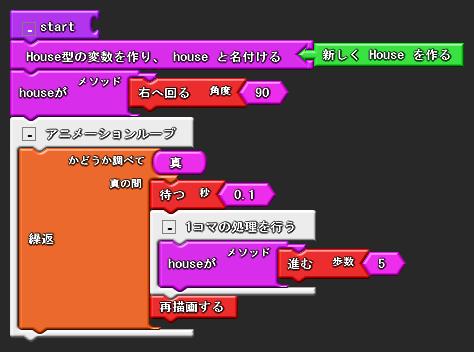 start
House型の変数を作り、 house と名付ける 新しく House を作る
houseが メソッド 右へ回る 角度 90
アニメーションループ
かどうか調べて 真
真の間
待つ 秒 0.1
1コマの処理を行う
繰返
houseが メソッド 進む 歩数 5
再描画する